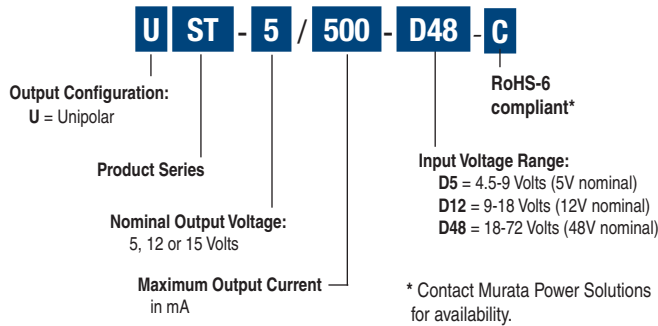 U ST - 5 / 500 - D48 - C
RoHS-6
compliant*
Output Configuration:
U = Unipolar
Product Series
Input Voltage Range:
D5 = 4.5-9 Volts (5V nominal)
D12 = 9-18 Volts (12V nominal)
D48 = 18-72 Volts (48V nominal)
Nominal Output Voltage:
5, 12 or 15 Volts
Maximum Output Current
in mA
* Contact Murata Power Solutions
for availability.